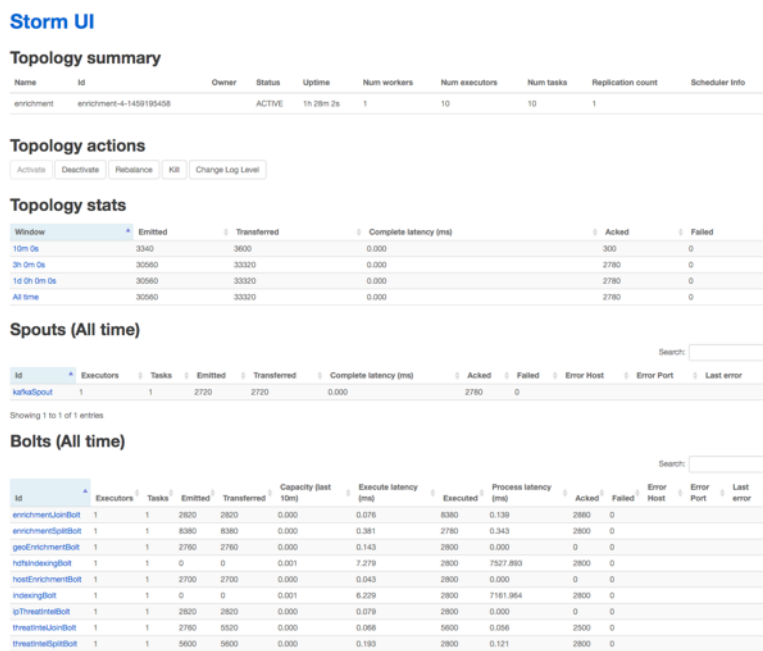 Storm UI
Topology summary
Name Id Owner Status Uptime Num workers Num executors Num tasks Replication count Scheduler Info
enrichment enrichment-4-1459195458 ACTIVE 1h 28m 2s 1 10 10 1
Topology actions
Activate Deactivate Rebalance Kill Change Log Level
Topology stats
Window Emitted Transferred Complete latency (ms) Acked Failed
10m 0s 3340 3600 0.000 300 0
3h 0m 0s 30560 33320 0.000 2780 0
1d 0h 0m 0s 30560 33320 0.000 2780 0
All time 30560 33320 0.000 2780 0
Spouts (All time)
Search:
Id Executors Tasks Emitted Transferred Complete latency (ms) Acked Failed Error Host Error Port Last error
kafkaSpout 1 1 2720 2720 0.000 2780 0
Showing 1 to 1 of 1 entries
Bolts (All time)
Search:
Id Executors Tasks Emitted Transferred Capacity (last 10m) Execute latency (ms) Executed Process latency (ms) Acked Failed Error Host Error Port Last error
enrichmentJoinBolt 1 1 2820 2820 0.000 0.076 8380 0.139 2880 0
enrichmentSplitBolt 1 1 8380 8380 0.000 0.381 2780 0.343 2800 0
geoEnrichmentBolt 1 1 2760 2760 0.000 0.143 2800 0.000 0 0
hdfsIndexingBolt 1 1 0 0 0.001 7.279 2800 7527.893 2800 0
hostEnrichmentBolt 1 1 2700 2700 0.000 0.043 2800 0.000 0 0
indexingBolt 1 1 0 0 0.001 6.229 2800 7161.964 2800 0
ipThreatIntelBolt 1 1 2820 2820 0.000 0.079 2800 0.000 0 0
threatIntelJoinBolt 1 1 2760 5520 0.000 0.068 5600 0.056 2500 0
threatIntelSplitBolt 1 1 5600 5600 0.000 0.193 2800 0.121 2800 0